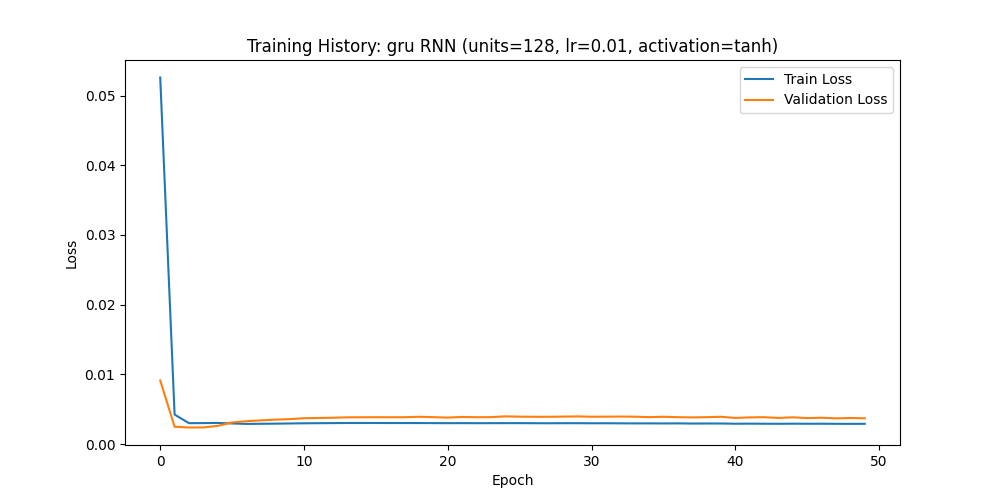 Training History: gru RNN (units=128, lr=0.01, activation=tanh)
Train Loss
Validation Loss
Loss
0.05
0.04
0.03
0.02
0.01
0.00
0 10 20 30 40 50
Epoch